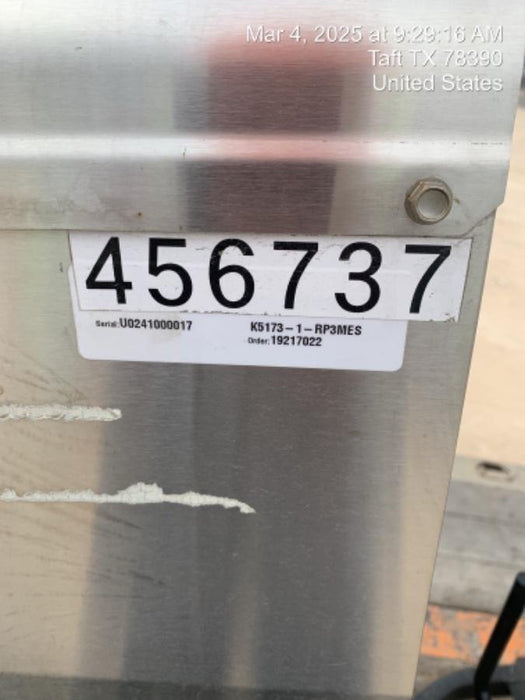 Mar 4, 2025 at 9:29:16 AM
Taft TX 78390
United States
456737
Serial: U0241000017 K5173-1-RP3MES
Order: 19217022